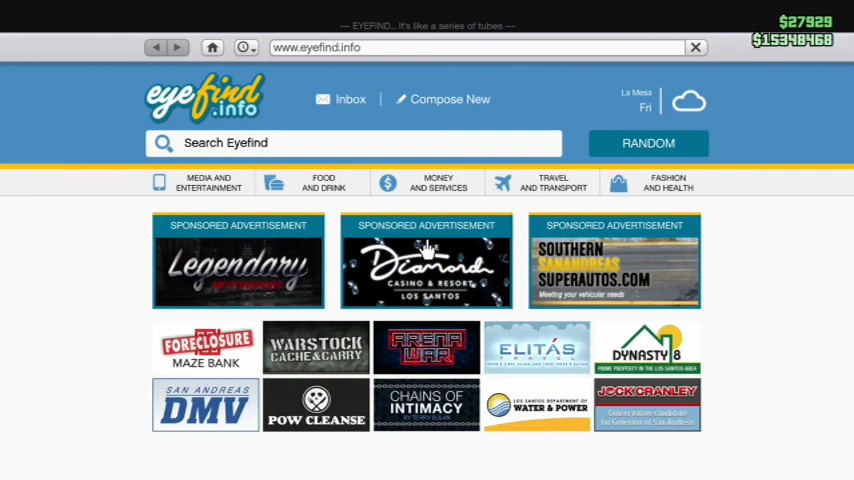 --- EYEFIND... It's like a series of tubes ---
$27929
$15348468
www.eyefind.info
eyefind
.info
Inbox
Compose New
La Mesa
Fri
Search Eyefind
RANDOM
MEDIA AND
ENTERTAINMENT
FOOD
AND DRINK
MONEY
AND SERVICES
TRAVEL
AND TRANSPORT
FASHION
AND HEALTH
SPONSORED ADVERTISEMENT
Legendary
SPONSORED ADVERTISEMENT
Diamond
CASINO & RESORT
LOS SANTOS
SPONSORED ADVERTISEMENT
SOUTHERN
SANANDREAS
SUPERAUTOS.COM
Meeting your vehicular needs
FORECLOSURE
MAZE BANK
WARSTOCK
CACHE & CARRY
ARENA
WAR
ELITÁS
TRAVEL
DYNASTY 8
PRIME PROPERTY IN THE LOS SANTOS AREA
SAN ANDREAS
DMV
POW CLEANSE
CHAINS OF
INTIMACY
LOS SANTOS DEPARTMENT OF
WATER & POWER
JOCK CRANLEY
Conservative candidate
for Governor of San Andreas